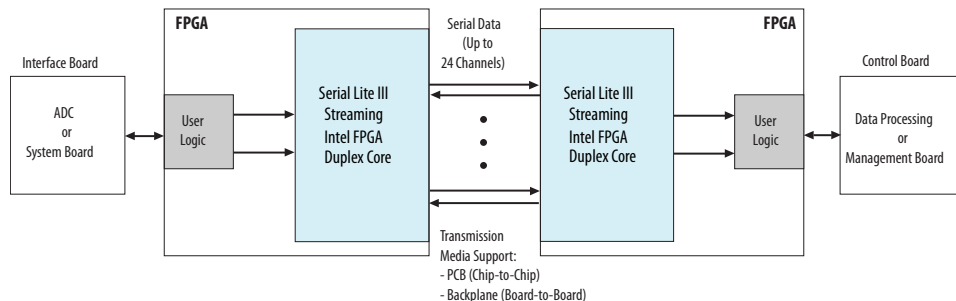 FPGA
Serial Data
(Up to
24 Channels)
FPGA
Interface Board
Control Board
ADC
or
System Board
User
Logic
Serial Lite III
Streaming
Intel FPGA
Duplex Core
Serial Lite III
Streaming
Intel FPGA
Duplex Core
User
Logic
Data Processing
or
Management Board
Transmission
Media Support:
- PCB (Chip-to-Chip)
- Backplane (Board-to-Board)